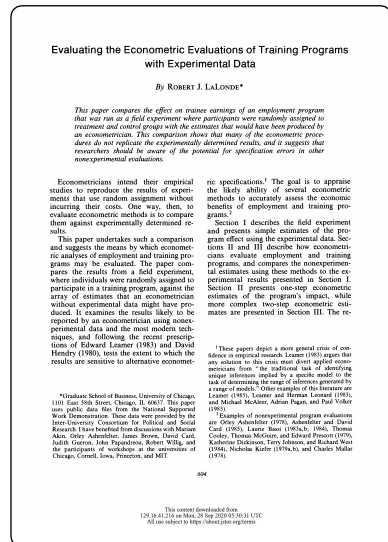 Evaluating the Econometric Evaluations of Training Programs
with Experimental Data
By ROBERT J. LALONDE*
This paper compares the effect on trainee earnings of an employment program
that was run as a field experiment where participants were randomly assigned to
treatment and control groups with the estimates that would have been produced by
an econometrician. This comparison shows that many of the econometric proce-
dures do not replicate the experimentally determined results, and it suggests that
researchers should be aware of the potential for specification errors in other
nonexperimental evaluations.
Econometricians intend their empirical
studies to reproduce the results of experi-
ments that use random assignment without
incurring their costs. One way, then, to
evaluate econometric methods is to compare
them against experimentally determined re-
sults.
This paper undertakes such a comparison
and suggests the means by which economet-
ric analyses of employment and training pro-
grams may be evaluated. The paper com-
pares the results from a field experiment,
where individuals were randomly assigned to
participate in a training program, against the
array of estimates that an econometrician
without experimental data might have pro-
duced. It examines the results likely to be
reported by an econometrician using nonex-
perimental data and the most modern tech-
niques, and following the recent prescrip-
tions of Edward Leamer (1983) and David
Hendry (1980), tests the extent to which the
results are sensitive to alternative economet-
*Graduate School of Business, University of Chicago,
1101 East 58th Street, Chicago, IL 60637. This paper
uses public data files from the National Supported
Work Demonstration. These data were provided by the
Inter-University Consortium for Political and Social
Research. I have benefited from discussions with Mariam
Akin, Orley Ashenfelter, James Brown, David Card,
Judith Gueron, John Papandreou, Robert Willig, and
the participants of workshops at the universities of
Chicago, Cornell, Iowa, Princeton, and MIT.
ric specifications.1 The goal is to appraise
the likely ability of several econometric
methods to accurately assess the economic
benefits of employment and training pro-
grams.2
Section I describes the field experiment
and presents simple estimates of the pro-
gram effect using the experimental data. Sec-
tions II and III describe how econometri-
cians evaluate employment and training
programs, and compares the nonexperimen-
tal estimates using these methods to the ex-
perimental results presented in Section I.
Section II presents one-step econometric
estimates of the program's impact, while
more complex two-step econometric esti-
mates are presented in Section III. The re-
1These papers depict a more general crisis of con-
fidence in empirical research. Leamer (1983) argues that
any solution to this crisis must divert applied econo-
metricians from "the traditional task of identifying
unique inferences implied by a specific model to the
task of determining the range of inferences generated by
a range of models." Other examples of this literature are
Leamer (1985), Leamer and Herman Leonard (1983),
and Michael McAleer, Adrian Pagan, and Paul Volker
(1985).
2Examples of nonexperimental program evaluations
are Orley Ashenfelter (1978), Ashenfelter and David
Card (1985), Laurie Bassi (1983a,b; 1984), Thomas
Cooley, Thomas McGuire, and Edward Prescott (1979),
Katherine Dickinson, Terry Johnson, and Richard West
(1984), Nicholas Kiefer (1979a,b), and Charles Mallar
(1978).
604
This content downloaded from
129.16.41.216 on Mon, 28 Sep 2020 05:30:31 UTC
All use subject to https://about.jstor.org/terms